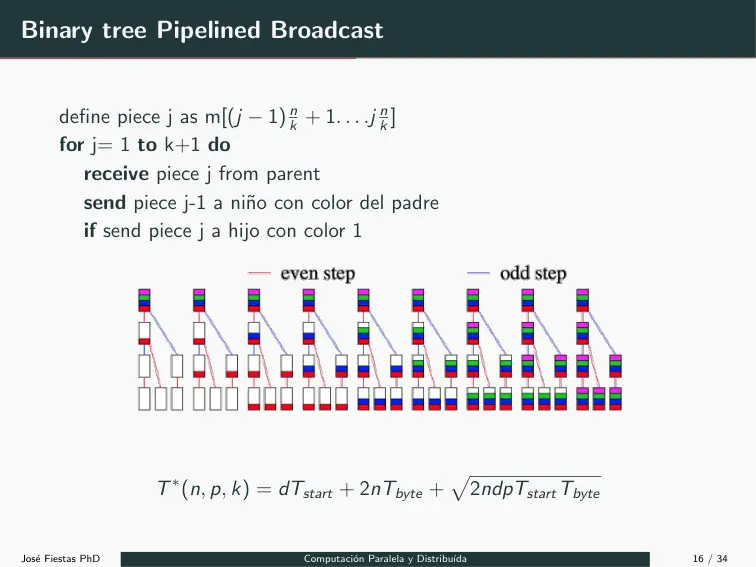 Binary tree Pipelined Broadcast
define piece j as m[(j − 1)n/k + 1. . . .j n/k]
for j= 1 to k+1 do
receive piece j from parent
send piece j-1 a niño con color del padre
if send piece j a hijo con color 1
even step odd step
T*(n, p, k) = dT_start + 2nT_byte + √(2ndpT_start T_byte)
José Fiestas PhD Computación Paralela y Distribuída 16 / 34